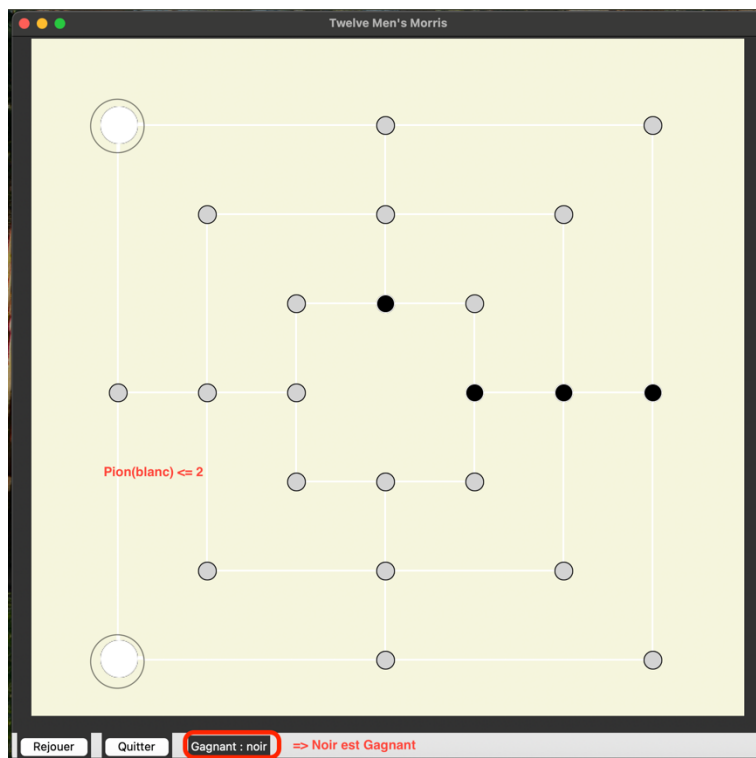 Twelve Men's Morris
Pion(blanc) <= 2
Rejouer
Quitter
Gagnant : noir
=> Noir est Gagnant